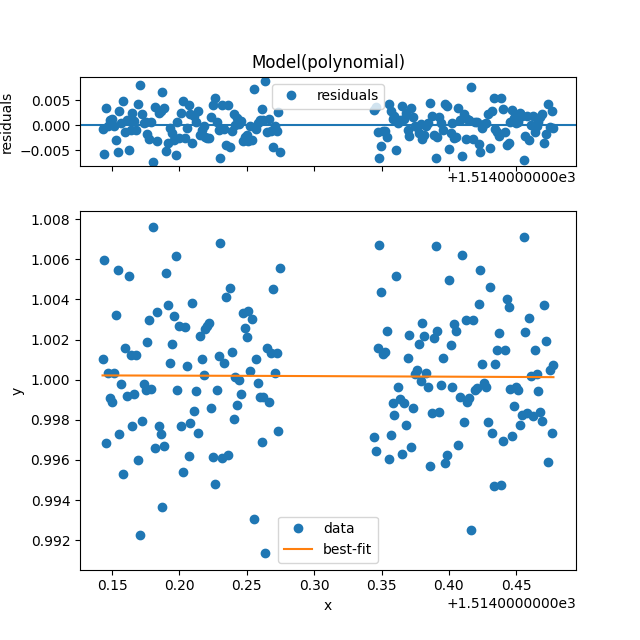 Model(polynomial)
residuals
0.005
0.000
−0.005
residuals
+1.5140000000e3
1.008
1.006
1.004
1.002
1.000
0.998
0.996
0.994
0.992
y
data
best-fit
0.15 0.20 0.25 0.30 0.35 0.40 0.45
x
+1.5140000000e3